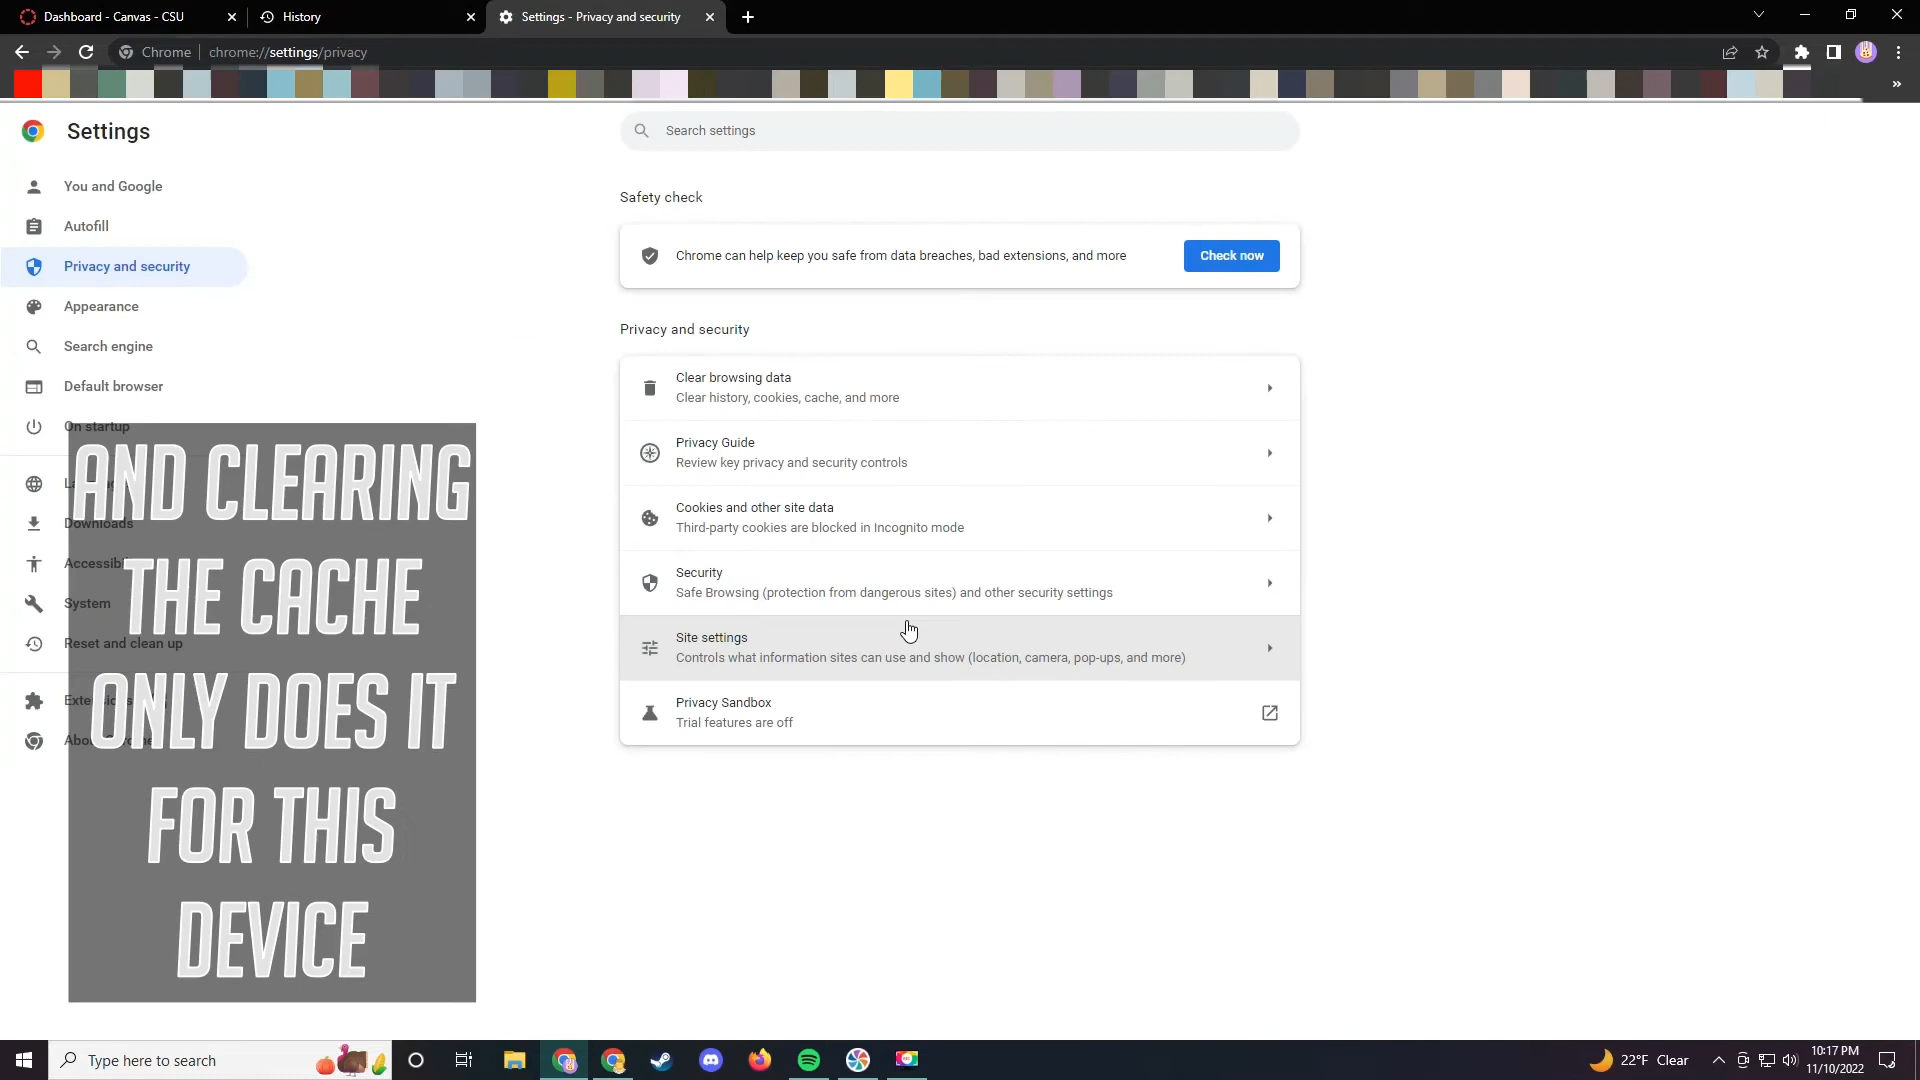 Dashboard - Canvas - CSU
History
Settings - Privacy and security
Chrome
chrome://settings/privacy
Settings
Search settings
You and Google
Autofill
Privacy and security
Appearance
Search engine
Default browser
On startup
Downloads
System
Reset and clean up
Safety check
Chrome can help keep you safe from data breaches, bad extensions, and more
Check now
Privacy and security
Clear browsing data
Clear history, cookies, cache, and more
Privacy Guide
Review key privacy and security controls
Cookies and other site data
Third-party cookies are blocked in Incognito mode
Security
Safe Browsing (protection from dangerous sites) and other security settings
Site settings
Controls what information sites can use and show (location, camera, pop-ups, and more)
Privacy Sandbox
Trial features are off
AND CLEARING
THE CACHE
ONLY DOES IT
FOR THIS
DEVICE
Type here to search
22°F Clear
10:17 PM
11/10/2022